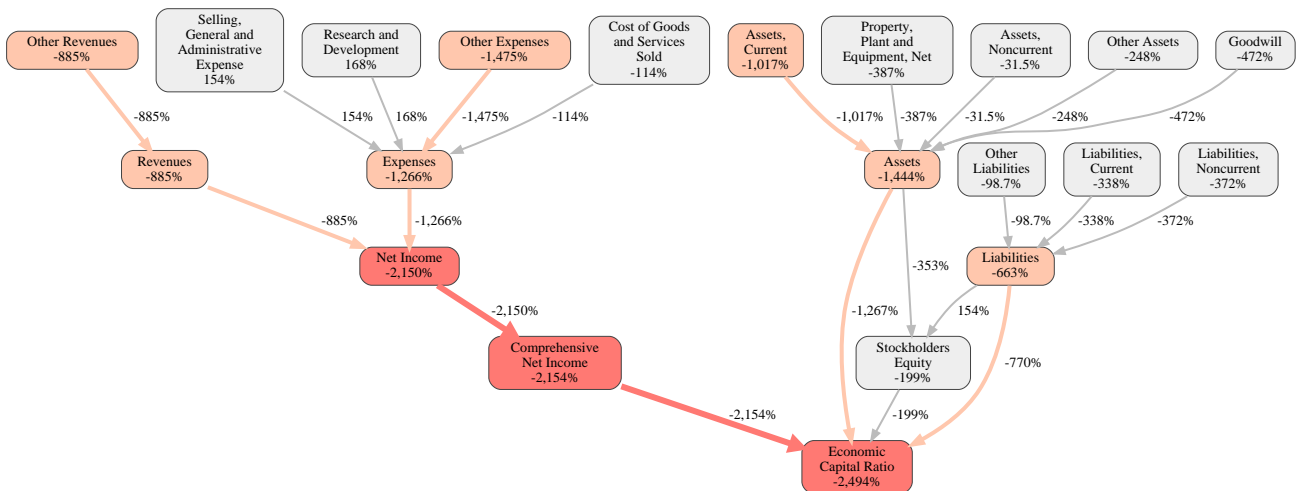 Other Revenues
-885%
Selling,
General and
Administrative
Expense
154%
Research and
Development
168%
Other Expenses
-1,475%
Cost of Goods
and Services
Sold
-114%
Assets,
Current
-1,017%
Property,
Plant and
Equipment, Net
-387%
Assets,
Noncurrent
-31.5%
Other Assets
-248%
Goodwill
-472%
-885%
154%
168%
-1,475%
-114%
-1,017%
-387%
-31.5%
-248%
-472%
Revenues
-885%
Expenses
-1,266%
Assets
-1,444%
Other
Liabilities
-98.7%
Liabilities,
Current
-338%
Liabilities,
Noncurrent
-372%
-885%
-1,266%
-98.7%
-338%
-372%
Net Income
-2,150%
-353%
Liabilities
-663%
-2,150%
-1,267%
154%
Comprehensive
Net Income
-2,154%
Stockholders
Equity
-199%
-770%
-2,154%
-199%
Economic
Capital Ratio
-2,494%